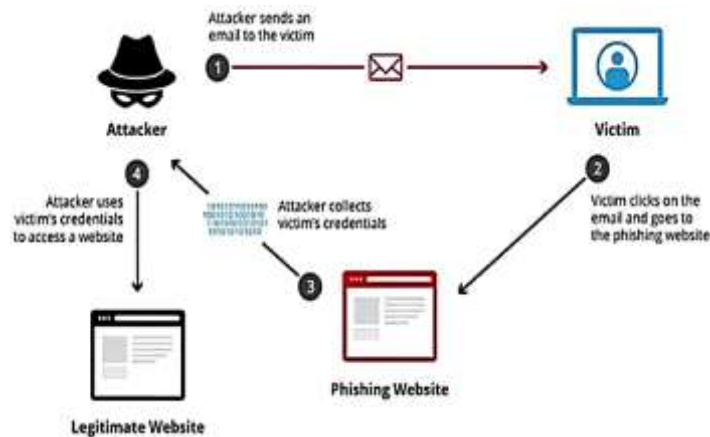 Attacker sends an
email to the victim
1
Attacker
Victim
4
2
Attacker uses
victim's credentials
to access a website
Attacker collects
victim's credentials
Victim clicks on the
email and goes to
the phishing website
3
Phishing Website
Legitimate Website